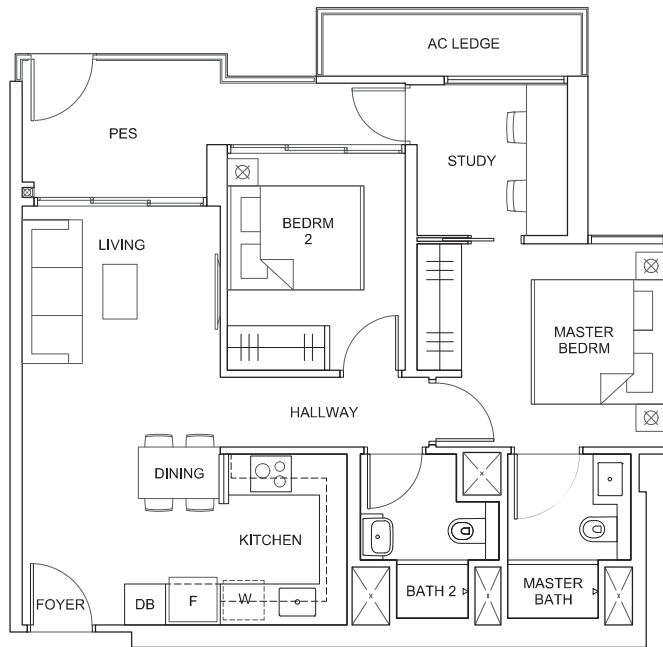 AC LEDGE
PES
STUDY
LIVING
BEDRM
2
MASTER
BEDRM
HALLWAY
DINING
KITCHEN
FOYER
DB
F
W
BATH 2
MASTER
BATH